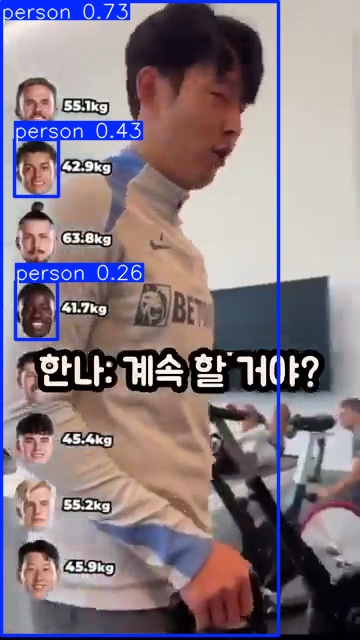 person 0.73
55.1kg
person 0.43
42.9kg
63.8kg
person 0.26
41.7kg
BET
한나: 계속 할 거야?
45.4kg
55.2kg
45.9kg